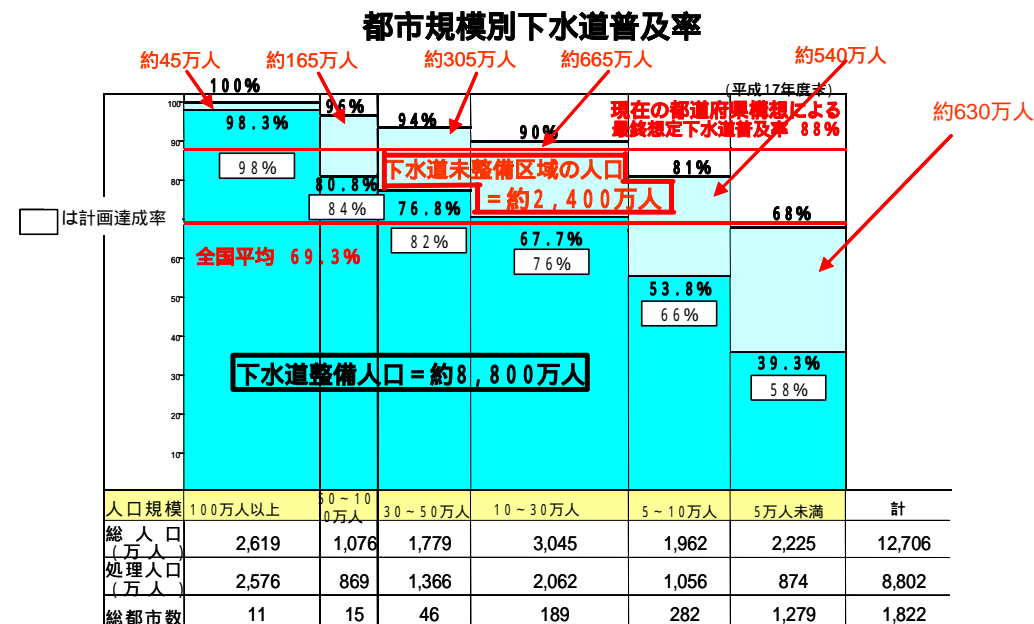 都市規模別下水道普及率
約45万人 約165万人 約305万人 約665万人 約540万人
約630万人
(平成17年度末)
現在の都道府県構想による
最終想定下水道普及率 88%
100% 96% 94% 90% 81% 68%
98.3% 80.8% 76.8% 67.7% 53.8% 39.3%
98% 84% 82% 76% 66% 58%
下水道未整備区域の人口
=約2,400万人
は計画達成率
全国平均 69.3%
下水道整備人口=約8,800万人
100
90
80
60
50
40
30
20
10
人口規模 100万人以上 50~100万人 30~50万人 10~30万人 5~10万人 5万人未満 計
総人口(万人) 2,619 1,076 1,779 3,045 1,962 2,225 12,706
処理人口(万人) 2,576 869 1,366 2,062 1,056 874 8,802
総都市数 11 15 46 189 282 1,279 1,822